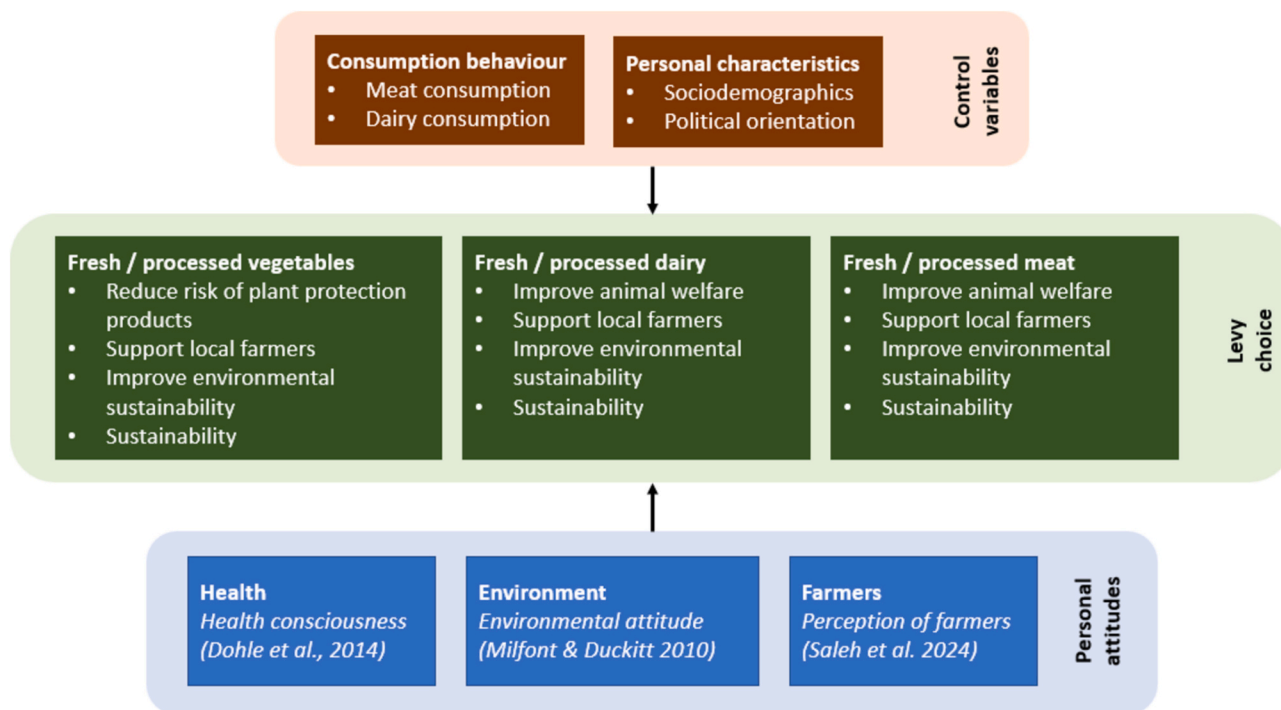 Consumption behaviour
• Meat consumption
• Dairy consumption
Personal characteristics
• Sociodemographics
• Political orientation
Control
variables
Fresh / processed vegetables
• Reduce risk of plant protection
products
• Support local farmers
• Improve environmental
sustainability
• Sustainability
Fresh / processed dairy
• Improve animal welfare
• Support local farmers
• Improve environmental
sustainability
• Sustainability
Fresh / processed meat
• Improve animal welfare
• Support local farmers
• Improve environmental
sustainability
• Sustainability
Levy
choice
Health
Health consciousness
(Dohle et al., 2014)
Environment
Environmental attitude
(Milfont & Duckitt 2010)
Farmers
Perception of farmers
(Saleh et al. 2024)
Personal
attitudes